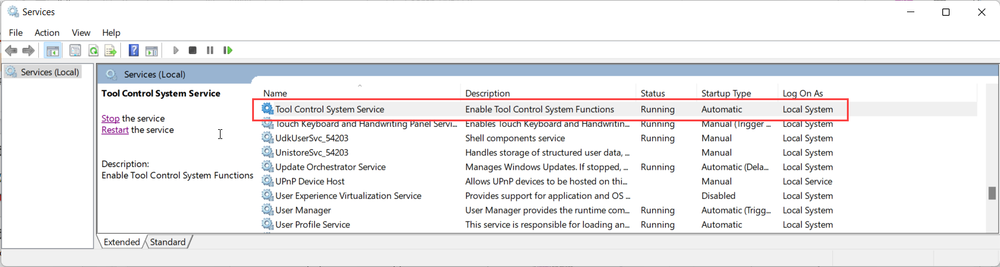 Services
File Action View Help
Services (Local)
Services (Local)
Tool Control System Service
Stop the service
Restart the service
Description:
Enable Tool Control System Functions
Name Description Status Startup Type Log On As
Tool Control System Service Enable Tool Control System Functions Running Automatic Local System
Touch Keyboard and Handwriting Panel Servi... Enables Touch Keyboard and Handwritin... Running Manual (Trigger ... Local System
UdkUserSvc_54203 Shell components service Running Manual Local System
UnistoreSvc_54203 Handles storage of structured user data, ... Manual Local System
Update Orchestrator Service Manages Windows Updates. If stopped, ... Running Automatic (Dela... Local System
UPnP Device Host Allows UPnP devices to be hosted on thi... Manual Local Service
User Experience Virtualization Service Provides support for application and OS ... Disabled Local System
User Manager User Manager provides the runtime com... Running Automatic (Trigg... Local System
User Profile Service This service is responsible for loading an... Running Automatic Local System
Extended Standard